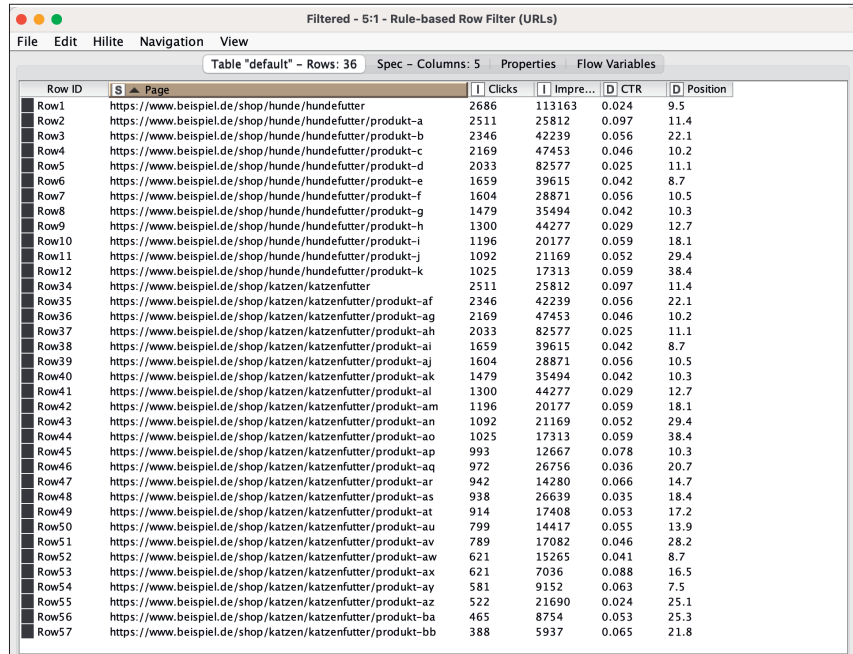 Filtered - 5:1 - Rule-based Row Filter (URLs)
File Edit Hilite Navigation View
Table "default" – Rows: 36 Spec – Columns: 5 Properties Flow Variables
Row ID S Page I Clicks I Impre... D CTR D Position
Row1 https://www.beispiel.de/shop/hunde/hundefutter 2686 113163 0.024 9.5
Row2 https://www.beispiel.de/shop/hunde/hundefutter/produkt-a 2511 25812 0.097 11.4
Row3 https://www.beispiel.de/shop/hunde/hundefutter/produkt-b 2346 42239 0.056 22.1
Row4 https://www.beispiel.de/shop/hunde/hundefutter/produkt-c 2169 47453 0.046 10.2
Row5 https://www.beispiel.de/shop/hunde/hundefutter/produkt-d 2033 82577 0.025 11.1
Row6 https://www.beispiel.de/shop/hunde/hundefutter/produkt-e 1659 39615 0.042 8.7
Row7 https://www.beispiel.de/shop/hunde/hundefutter/produkt-f 1604 28871 0.056 10.5
Row8 https://www.beispiel.de/shop/hunde/hundefutter/produkt-g 1479 35494 0.042 10.3
Row9 https://www.beispiel.de/shop/hunde/hundefutter/produkt-h 1300 44277 0.029 12.7
Row10 https://www.beispiel.de/shop/hunde/hundefutter/produkt-i 1196 20177 0.059 18.1
Row11 https://www.beispiel.de/shop/hunde/hundefutter/produkt-j 1092 21169 0.052 29.4
Row12 https://www.beispiel.de/shop/hunde/hundefutter/produkt-k 1025 17313 0.059 38.4
Row34 https://www.beispiel.de/shop/katzen/katzenfutter 2511 25812 0.097 11.4
Row35 https://www.beispiel.de/shop/katzen/katzenfutter/produkt-af 2346 42239 0.056 22.1
Row36 https://www.beispiel.de/shop/katzen/katzenfutter/produkt-ag 2169 47453 0.046 10.2
Row37 https://www.beispiel.de/shop/katzen/katzenfutter/produkt-ah 2033 82577 0.025 11.1
Row38 https://www.beispiel.de/shop/katzen/katzenfutter/produkt-ai 1659 39615 0.042 8.7
Row39 https://www.beispiel.de/shop/katzen/katzenfutter/produkt-aj 1604 28871 0.056 10.5
Row40 https://www.beispiel.de/shop/katzen/katzenfutter/produkt-ak 1479 35494 0.042 10.3
Row41 https://www.beispiel.de/shop/katzen/katzenfutter/produkt-al 1300 44277 0.029 12.7
Row42 https://www.beispiel.de/shop/katzen/katzenfutter/produkt-am 1196 20177 0.059 18.1
Row43 https://www.beispiel.de/shop/katzen/katzenfutter/produkt-an 1092 21169 0.052 29.4
Row44 https://www.beispiel.de/shop/katzen/katzenfutter/produkt-ao 1025 17313 0.059 38.4
Row45 https://www.beispiel.de/shop/katzen/katzenfutter/produkt-ap 993 12667 0.078 10.3
Row46 https://www.beispiel.de/shop/katzen/katzenfutter/produkt-aq 972 26756 0.036 20.7
Row47 https://www.beispiel.de/shop/katzen/katzenfutter/produkt-ar 942 14280 0.066 14.7
Row48 https://www.beispiel.de/shop/katzen/katzenfutter/produkt-as 938 26639 0.035 18.4
Row49 https://www.beispiel.de/shop/katzen/katzenfutter/produkt-at 914 17408 0.053 17.2
Row50 https://www.beispiel.de/shop/katzen/katzenfutter/produkt-au 799 14417 0.055 13.9
Row51 https://www.beispiel.de/shop/katzen/katzenfutter/produkt-av 789 17082 0.046 28.2
Row52 https://www.beispiel.de/shop/katzen/katzenfutter/produkt-aw 621 15265 0.041 8.7
Row53 https://www.beispiel.de/shop/katzen/katzenfutter/produkt-ax 621 7036 0.088 16.5
Row54 https://www.beispiel.de/shop/katzen/katzenfutter/produkt-ay 581 9152 0.063 7.5
Row55 https://www.beispiel.de/shop/katzen/katzenfutter/produkt-az 522 21690 0.024 25.1
Row56 https://www.beispiel.de/shop/katzen/katzenfutter/produkt-ba 465 8754 0.053 25.3
Row57 https://www.beispiel.de/shop/katzen/katzenfutter/produkt-bb 388 5937 0.065 21.8